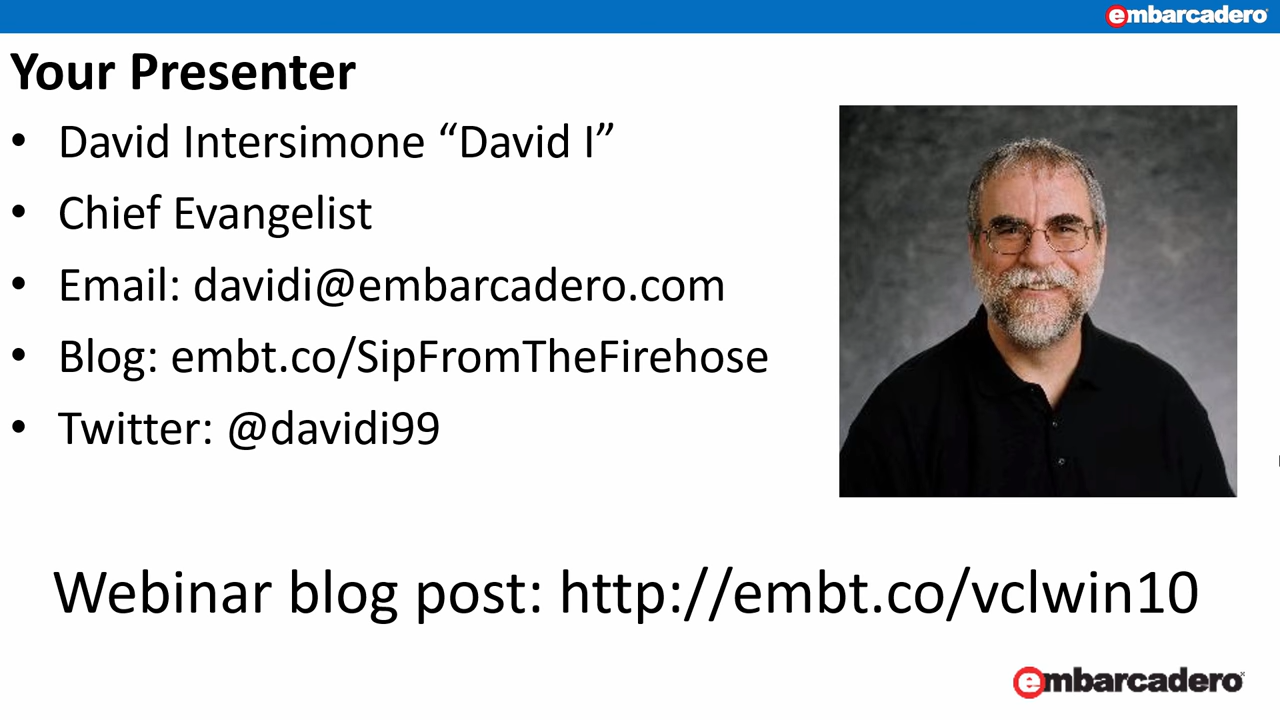 embarcadero
Your Presenter
• David Intersimone “David I”
• Chief Evangelist
• Email: davidi@embarcadero.com
• Blog: embt.co/SipFromTheFirehose
• Twitter: @davidi99
Webinar blog post: http://embt.co/vclwin10
embarcadero